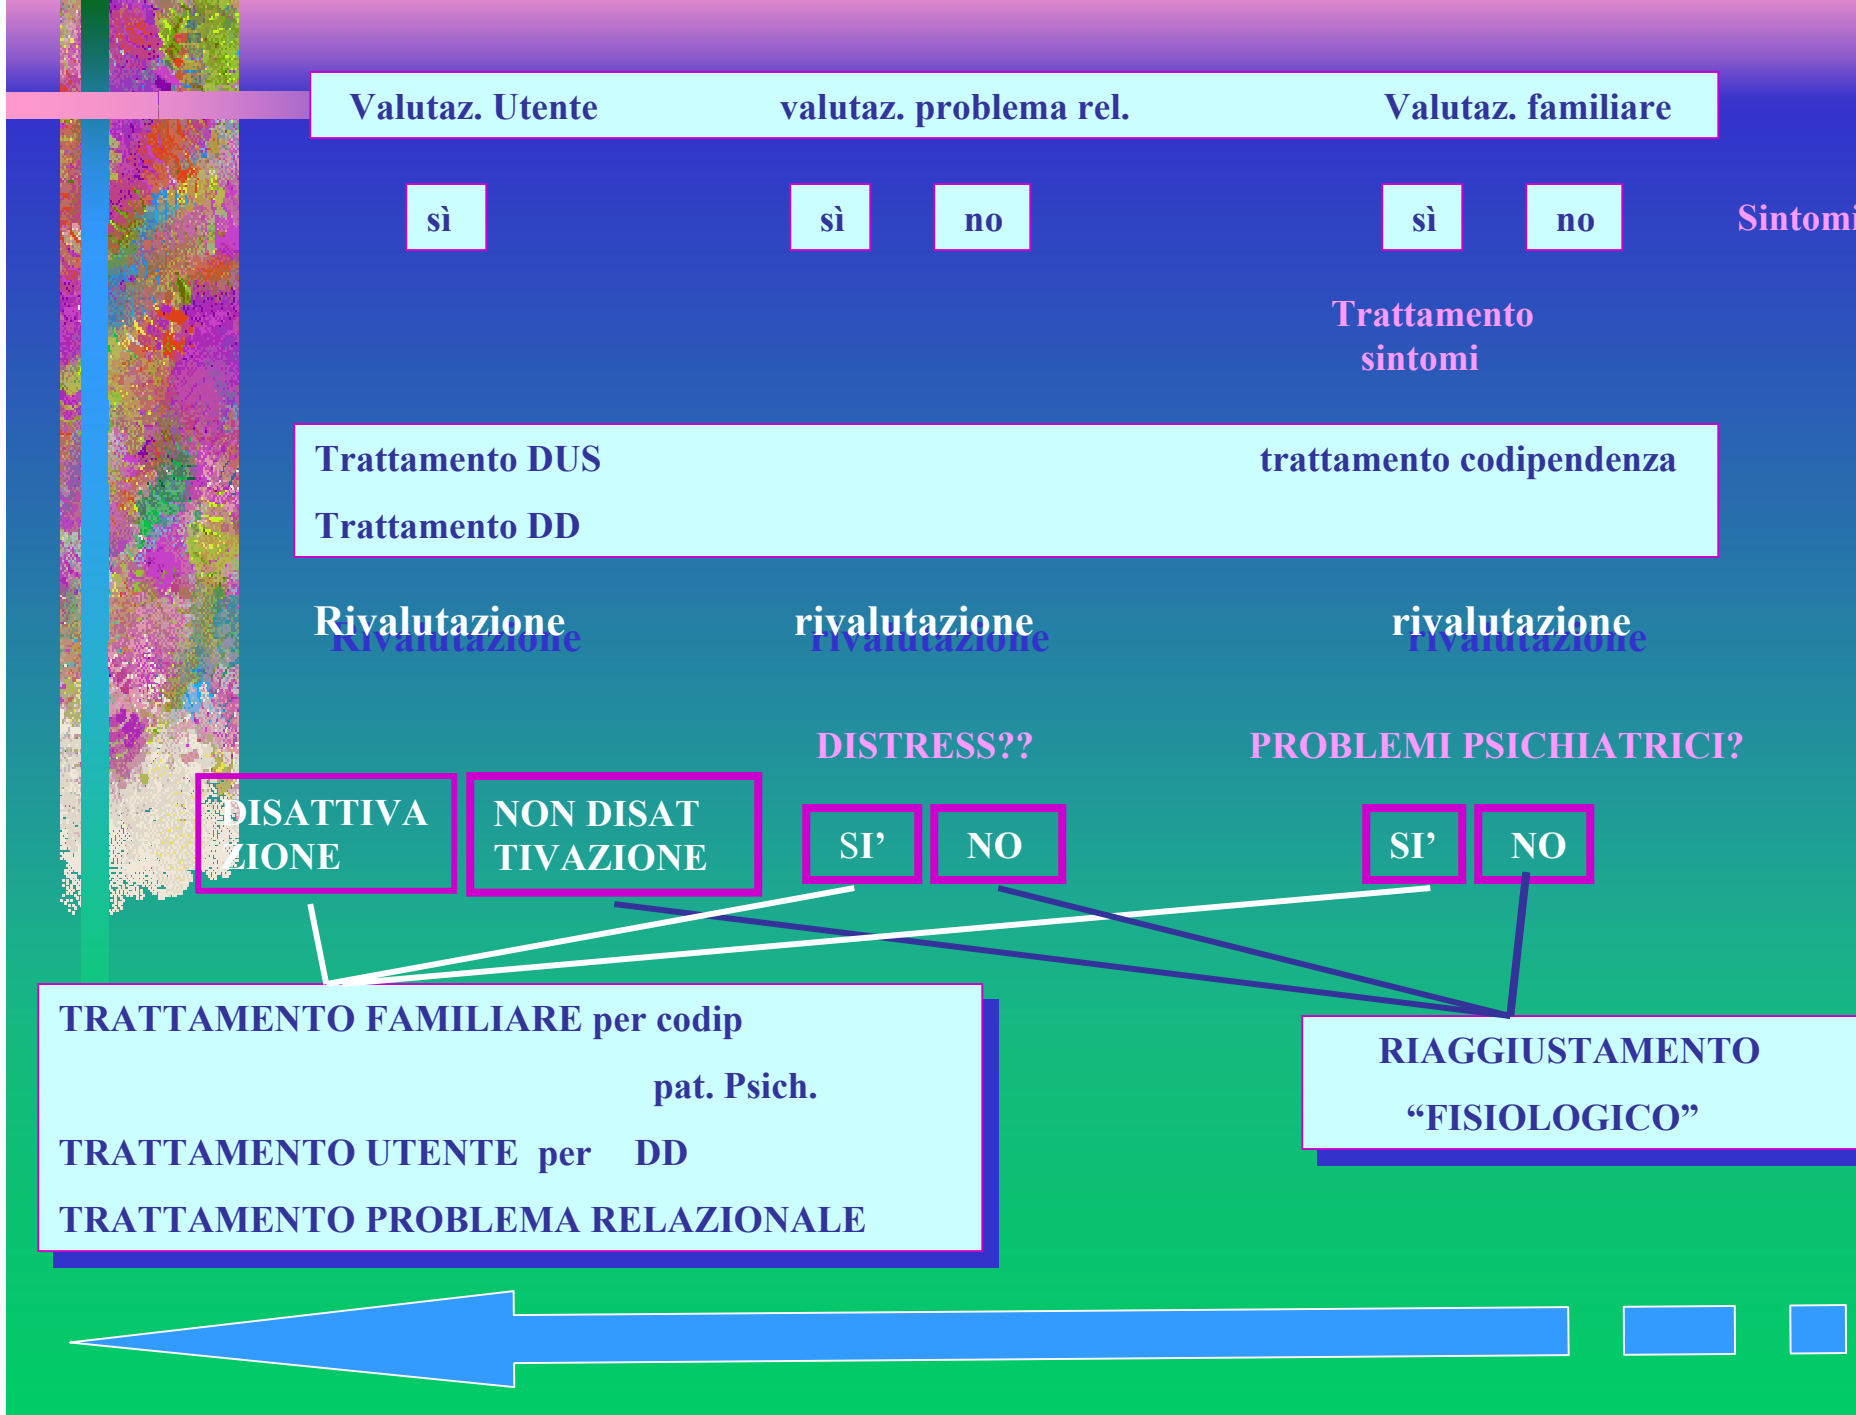 Valutaz. Utente valutaz. problema rel. Valutaz. familiare
sì sì no sì no Sintomi
Trattamento
sintomi
Trattamento DUS trattamento codipendenza
Trattamento DD
Rivalutazione rivalutazione rivalutazione
DISTRESS?? PROBLEMI PSICHIATRICI?
DISATTIVA
ZIONE
NON DISAT
TIVAZIONE
SI’ NO SI’ NO
TRATTAMENTO FAMILIARE per codip
pat. Psich.
TRATTAMENTO UTENTE per DD
TRATTAMENTO PROBLEMA RELAZIONALE
RIAGGIUSTAMENTO
“FISIOLOGICO”